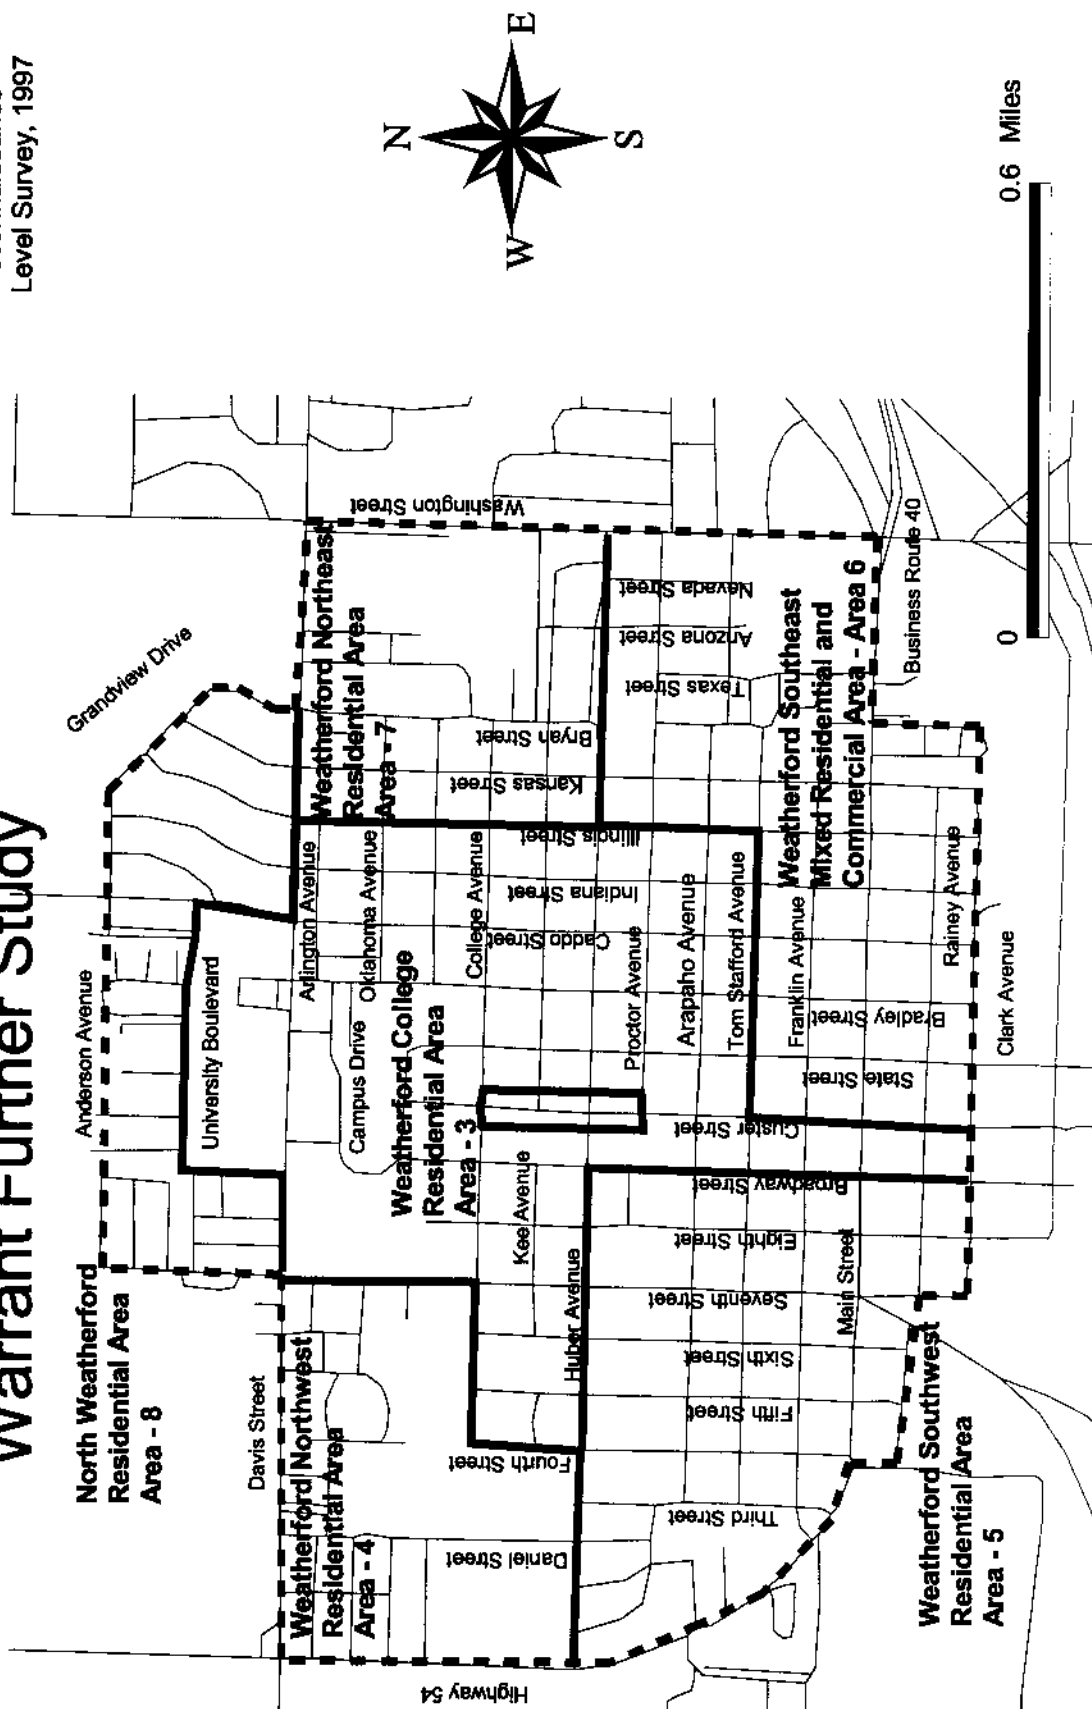 Warrant Further Study
Level Survey, 1997
N
E
S
W
0
0.6 Miles
Grandview Drive
Anderson Avenue
University Boulevard
North Weatherford
Residential Area
Area - 8
Davis Street
Weatherford Northwest
Residential Area
Area - 4
Weatherford College
Residential Area
Area - 3
Weatherford Northeast
Residential Area
Area - 7
Weatherford Southeast
Mixed Residential and
Commercial Area - Area 6
Weatherford Southwest
Residential Area
Area - 5
Arlington Avenue
Oklahoma Avenue
Campus Drive
College Avenue
Kee Avenue
Huber Avenue
Proctor Avenue
Arapaho Avenue
Tom Stafford Avenue
Franklin Avenue
Main Street
Rainey Avenue
Clark Avenue
Business Route 40
Highway 54
Daniel Street
Third Street
Fourth Street
Fifth Street
Sixth Street
Seventh Street
Eighth Street
Broadway Street
Custer Street
State Street
Bradley Street
Caddo Street
Indiana Street
Illinois Street
Kansas Street
Bryan Street
Texas Street
Arizona Street
Nevada Street
Washington Street